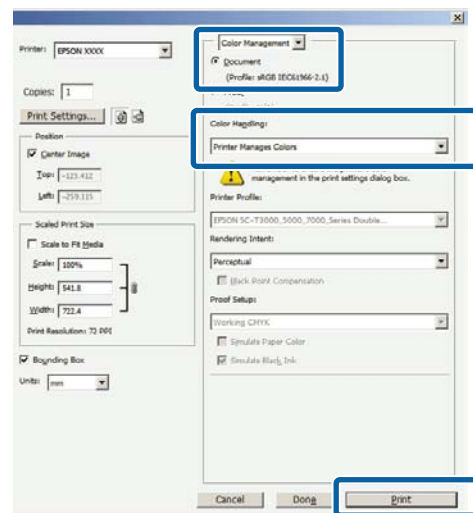 Printer: EPSON XXXX
Copies: 1
Print Settings...
Position
Center Image
Top: -123.412
Left: -259.115
Scaled Print Size
Scale to Fit Media
Scale: 100%
Height: 541.8
Width: 722.4
Print Resolution: 72 PPI
Bounding Box
Units: mm
Color Management
Document
(Profile: sRGB IEC61966-2.1)
Color Handling:
Printer Manages Colors
management in the print settings dialog box.
Printer Profile:
EPSON SC-T3000_5000_7000_Series Double...
Rendering Intent:
Perceptual
Black Point Compensation
Proof Setup:
Working CMYK
Simulate Paper Color
Simulate Black Ink
Cancel
Done
Print